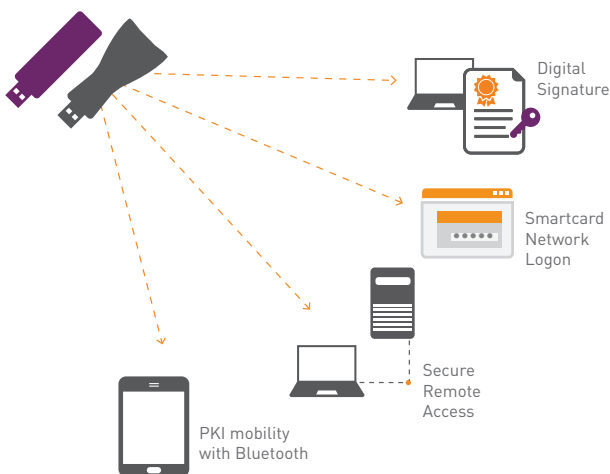 Digital
Signature
Smartcard
Network
Logon
Secure
Remote
Access
PKI mobility
with Bluetooth